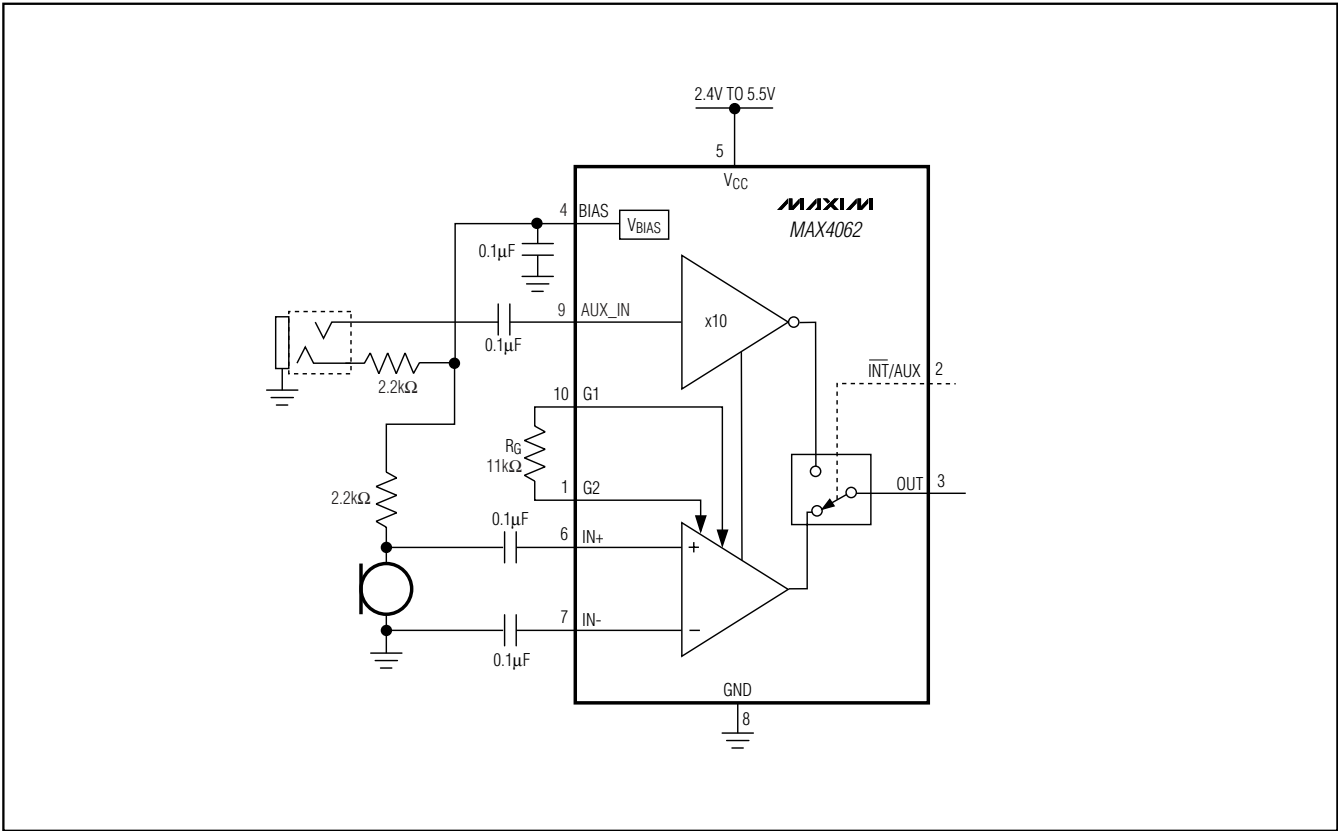 2.4V TO 5.5V
5
VCC
MAXIM
MAX4062
4
BIAS
VBIAS
0.1µF
9
AUX_IN
x10
0.1µF
2.2kΩ
I̅N̅T̅/AUX
2
10
G1
RG
11kΩ
1
G2
OUT
3
2.2kΩ
0.1µF
6
IN+
+
7
IN-
−
0.1µF
GND
8